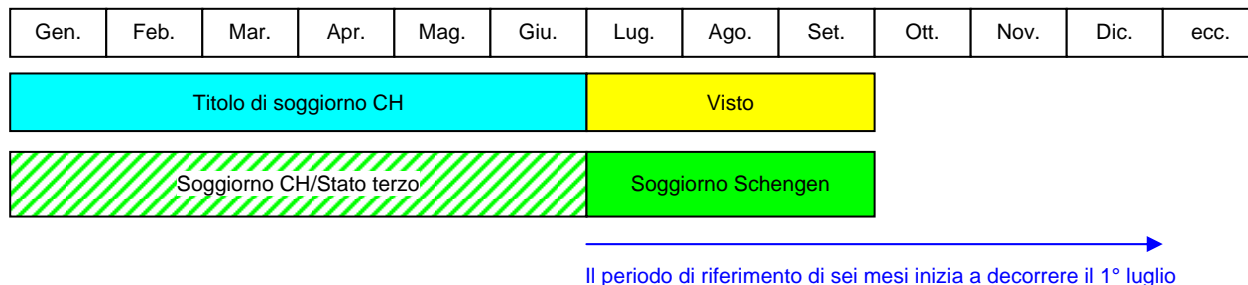 Gen. Feb. Mar. Apr. Mag. Giu. Lug. Ago. Set. Ott. Nov. Dic. ecc.
Titolo di soggiorno CH Visto
Soggiorno CH/Stato terzo Soggiorno Schengen
Il periodo di riferimento di sei mesi inizia a decorrere il 1° luglio